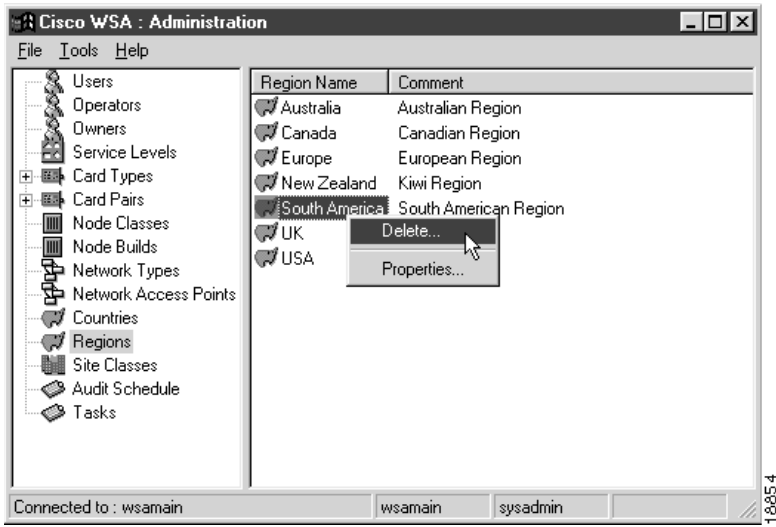 Cisco WSA : Administration
File Tools Help
Users
Operators
Owners
Service Levels
Card Types
Card Pairs
Node Classes
Node Builds
Network Types
Network Access Points
Countries
Regions
Site Classes
Audit Schedule
Tasks
Region Name Comment
Australia Australian Region
Canada Canadian Region
Europe European Region
New Zealand Kiwi Region
South America South American Region
UK
USA
Delete...
Properties...
Connected to : wsamain wsamain sysadmin
18854